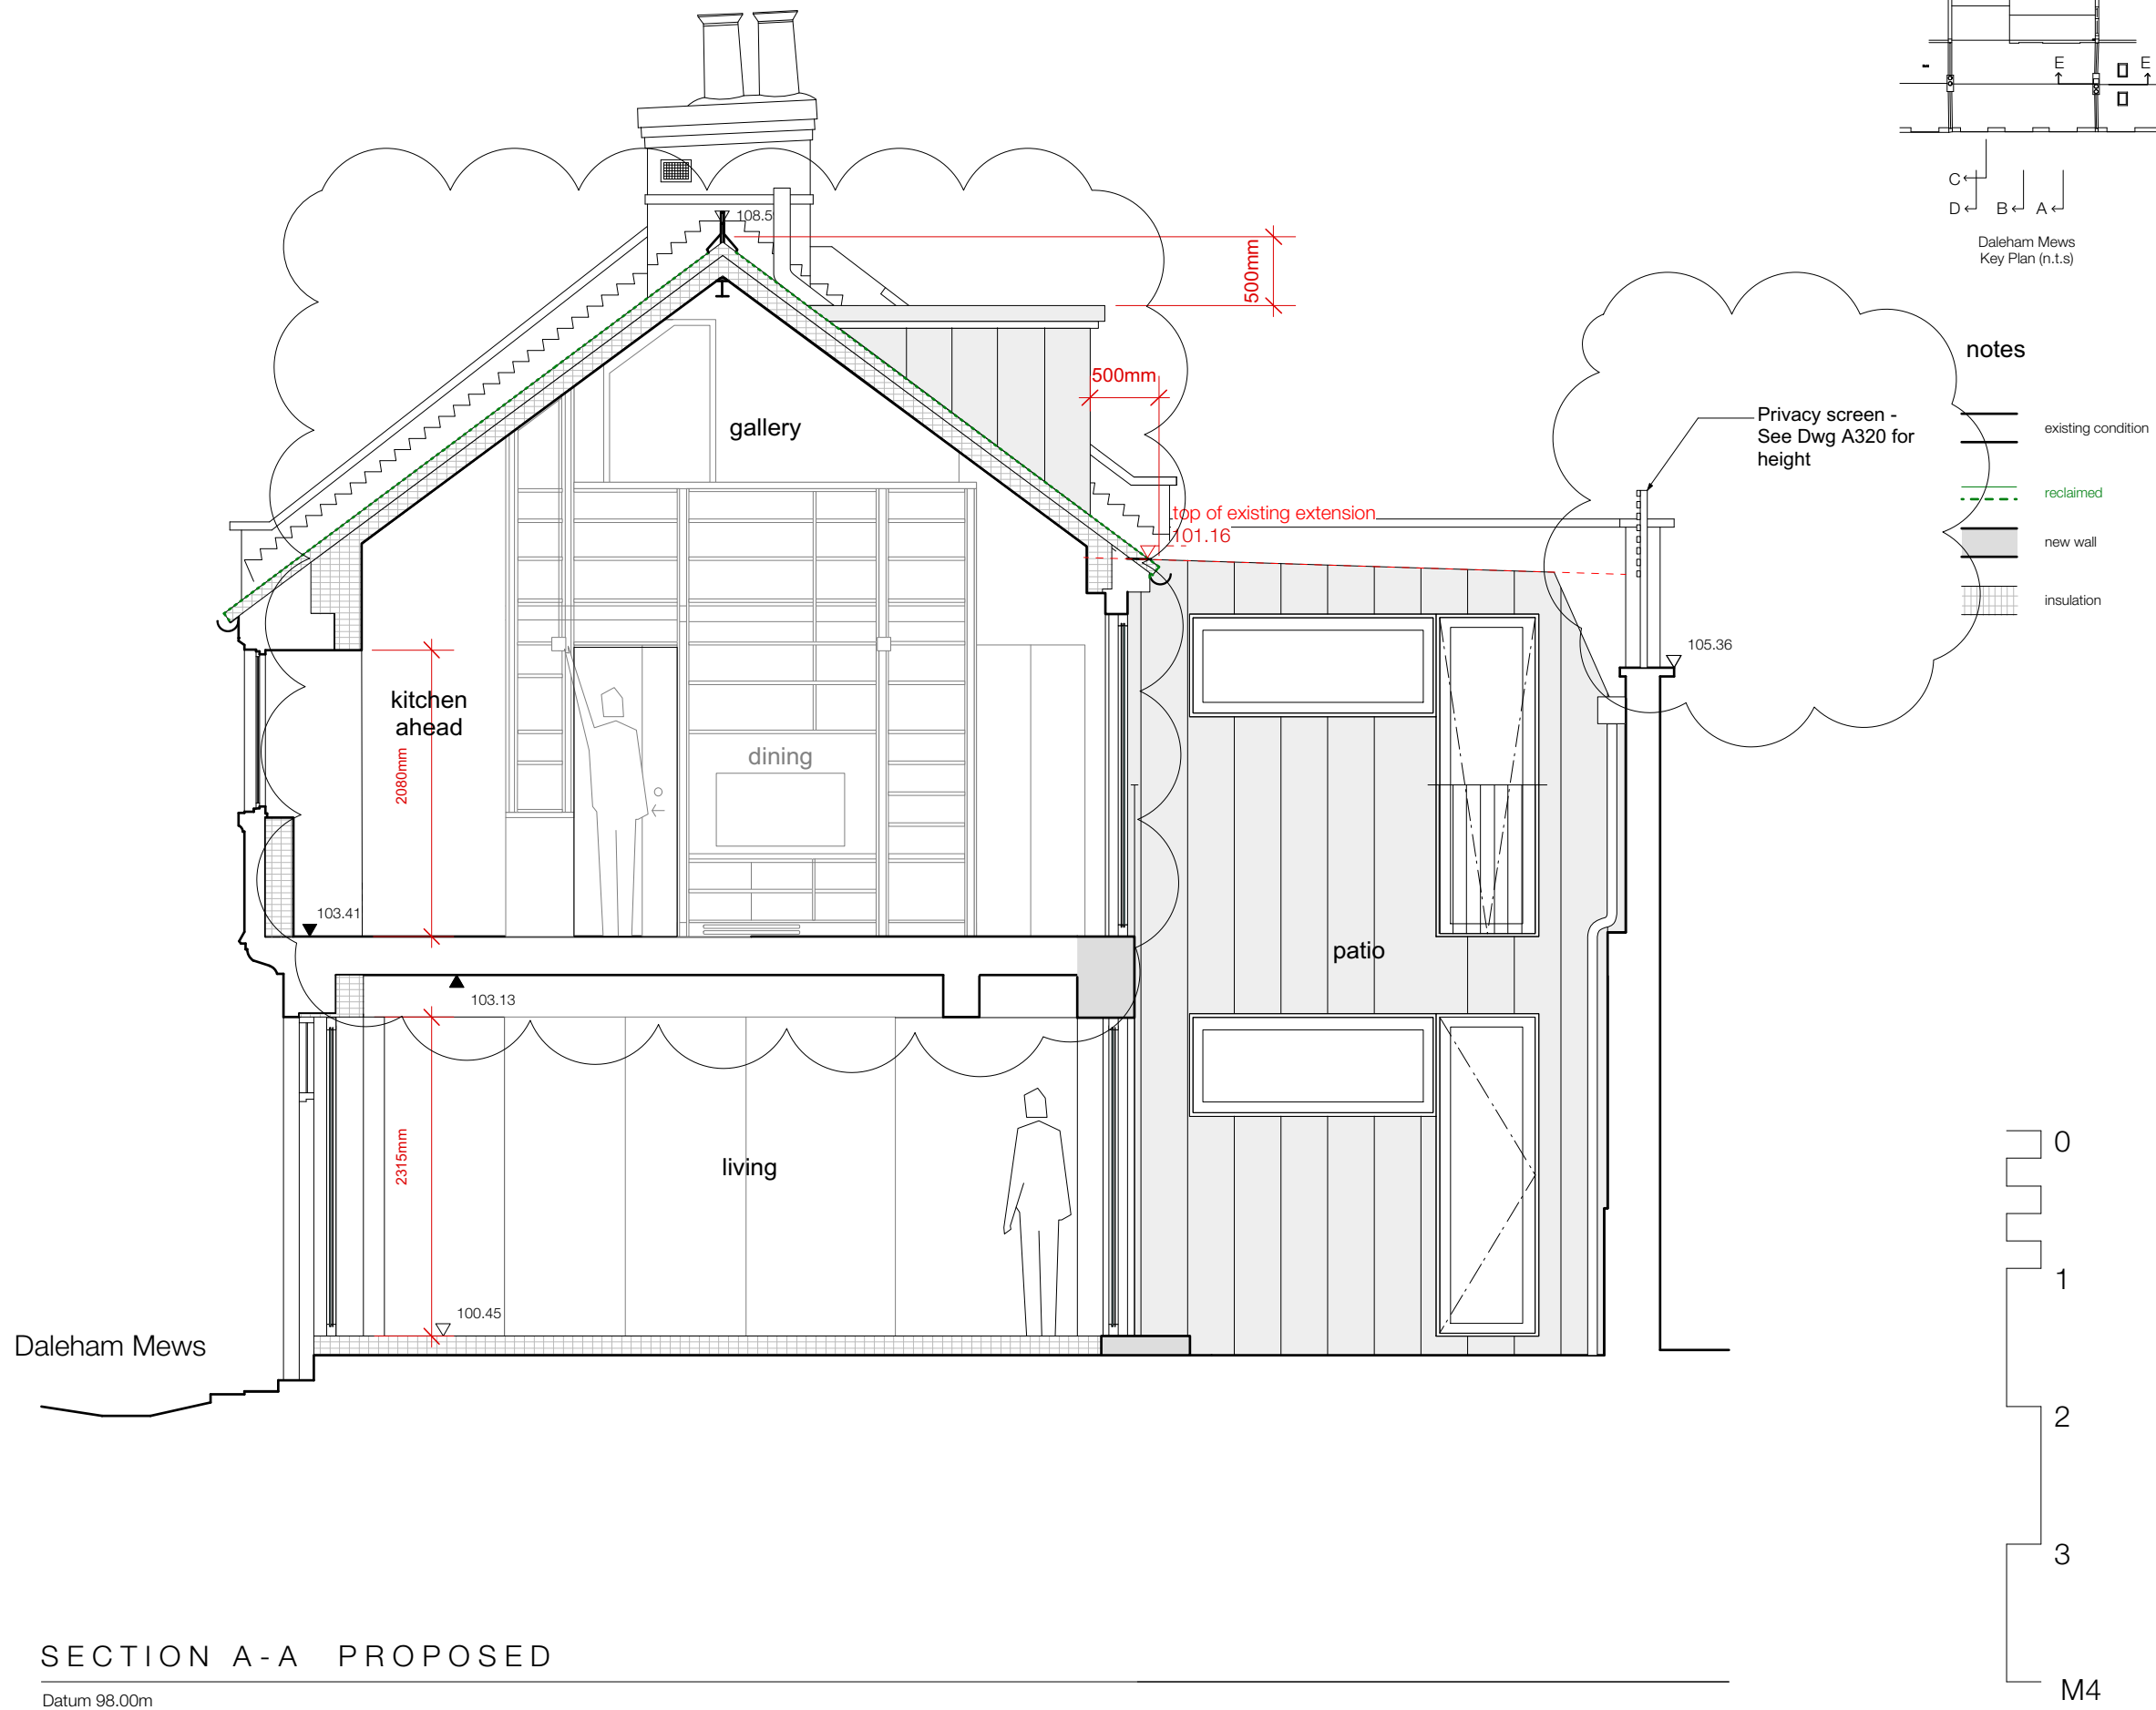 E E
C
D B A
Daleham Mews
Key Plan (n.t.s)
notes
existing condition
reclaimed
new wall
insulation
Privacy screen -
See Dwg A320 for
height
108.5
500mm
500mm
gallery
top of existing extension
101.16
105.36
kitchen
ahead
2080mm
dining
103.41
patio
103.13
living
2315mm
100.45
Daleham Mews
0
1
2
3
M4
SECTION A-A PROPOSED
Datum 98.00m